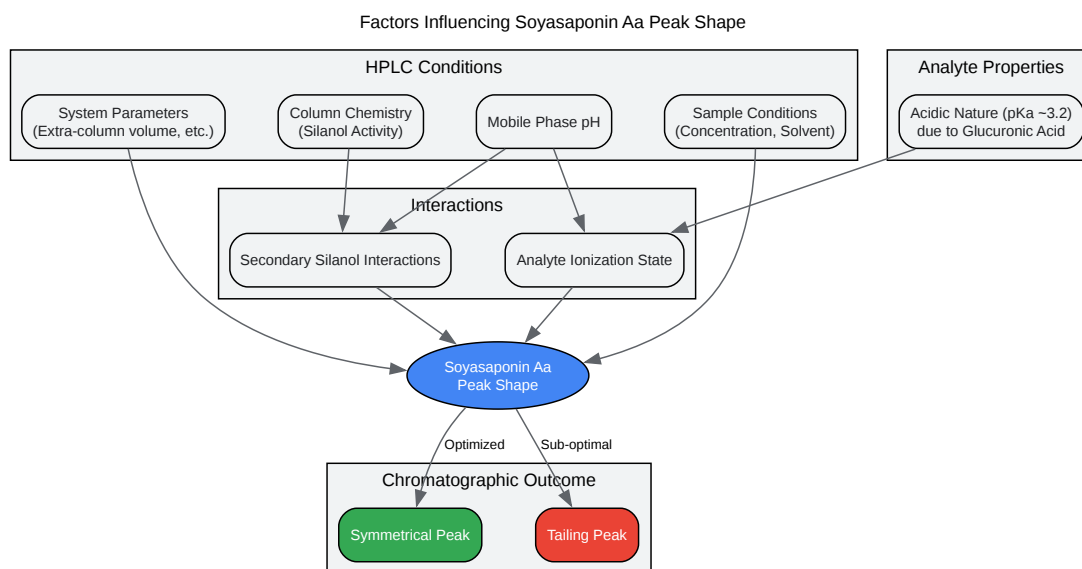 Factors Influencing Soyasaponin Aa Peak Shape
HPLC Conditions
Analyte Properties
System Parameters
(Extra-column volume, etc.)
Column Chemistry
(Silanol Activity)
Mobile Phase pH
Sample Conditions
(Concentration, Solvent)
Acidic Nature (pKa ~3.2)
due to Glucuronic Acid
Interactions
Secondary Silanol Interactions
Analyte Ionization State
Soyasaponin Aa
Peak Shape
Optimized
Sub-optimal
Chromatographic Outcome
Symmetrical Peak
Tailing Peak